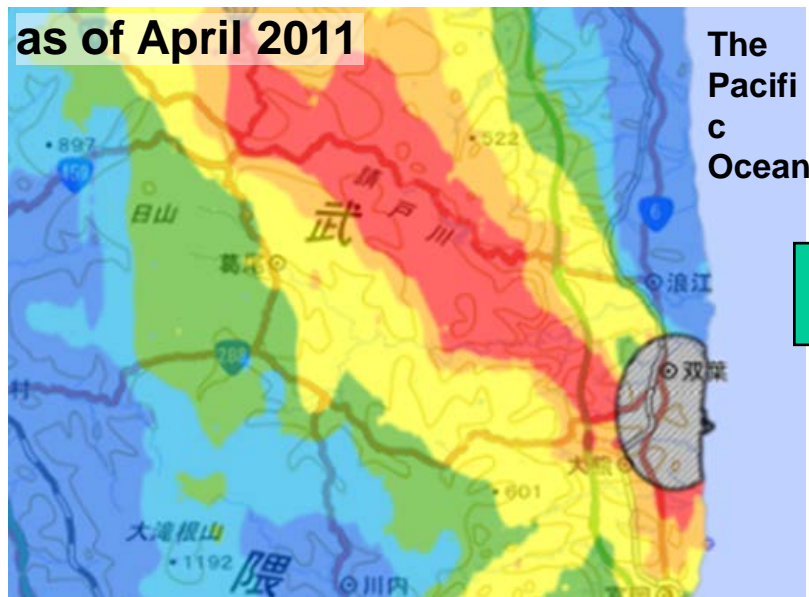 as of April 2011
The
Pacifi
c
Ocean
・897
・522
459
日山
請戸川
武
6
葛尾
浪江
288
双葉
村
大熊
・601
大滝根山
・1192
隈
川内